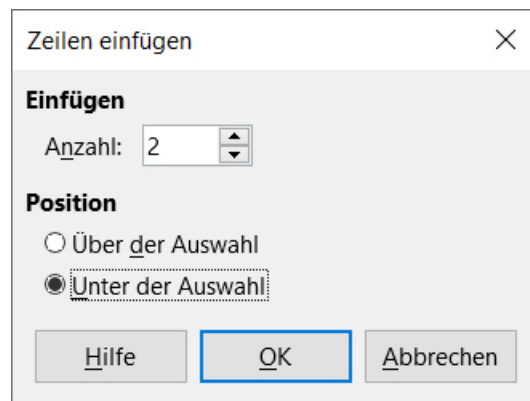 Zeilen einfügen
Einfügen
Anzahl: 2
Position
Über der Auswahl
Unter der Auswahl
Hilfe OK Abbrechen